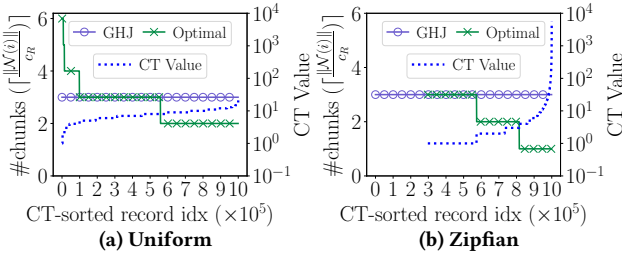 6
4
2
0
#chunks (⌈||N(i)||/c_R⌉)
GHJ
Optimal
CT Value
10^4
10^3
10^2
10^1
10^0
10^−1
CT Value
0 1 2 3 4 5 6 7 8 9 10
CT-sorted record idx (×10^5)
(a) Uniform
6
4
2
0
#chunks (⌈||N(i)||/c_R⌉)
GHJ
Optimal
CT Value
10^4
10^3
10^2
10^1
10^0
10^−1
CT Value
0 1 2 3 4 5 6 7 8 9 10
CT-sorted record idx (×10^5)
(b) Zipfian